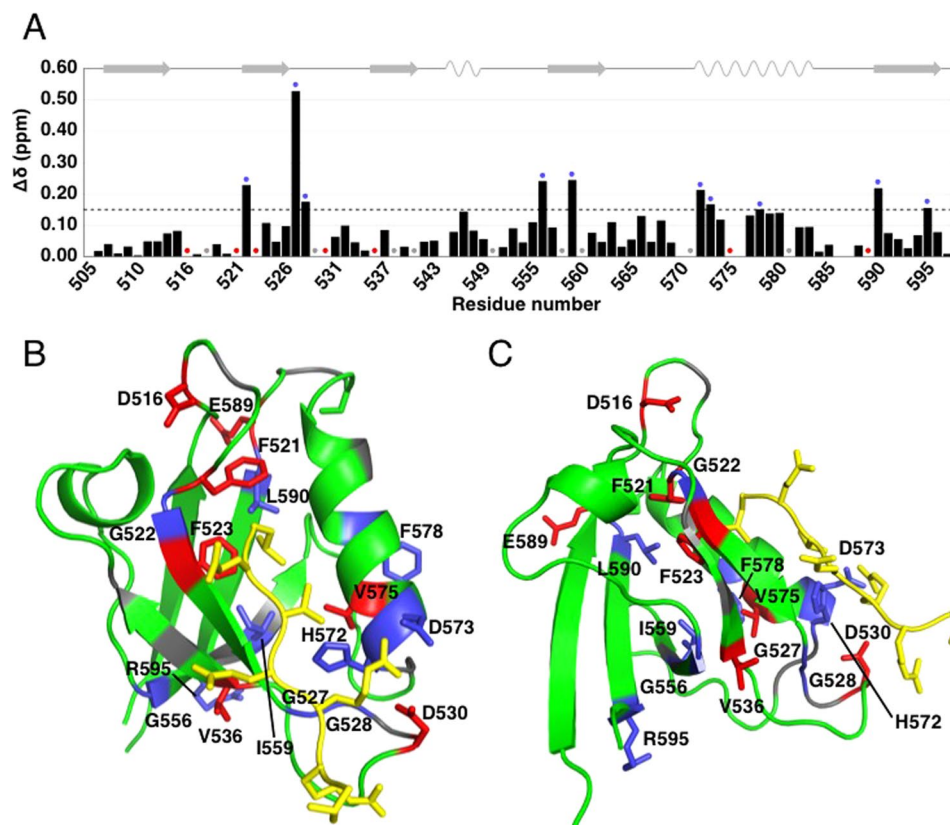 A
0.60
0.50
0.40
0.30
0.20
0.10
0.00
Δδ (ppm)
505 510 516 521 526 531 537 543 549 555 560 565 570 575 580 585 590 595
Residue number
B
D516
E589
F521
L590
G522
F523
F578
V575
D573
H572
R595
G527
G556
G528
D530
V536
I559
C
D516
G522
F521
E589
D573
L590
F523
F578
V575
I559
D530
G527
G556
G528
V536
H572
R595